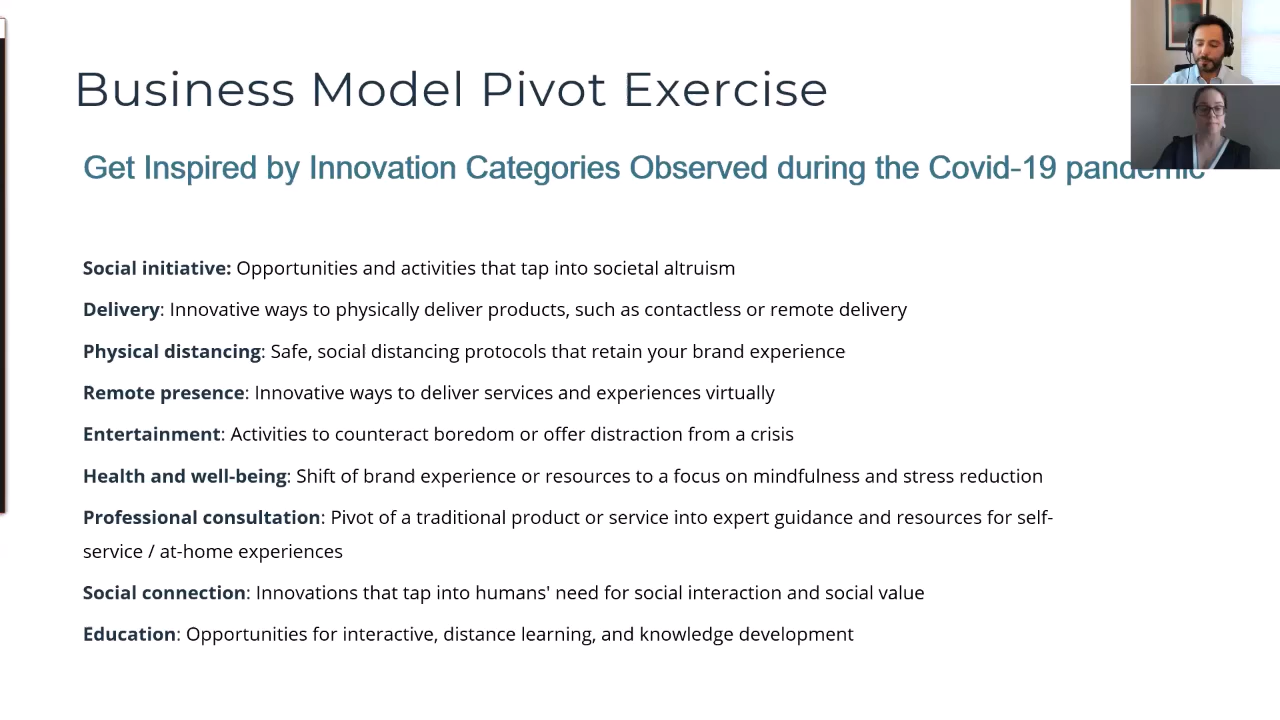 Business Model Pivot Exercise
Get Inspired by Innovation Categories Observed during the Covid-19 pandemic
Social initiative: Opportunities and activities that tap into societal altruism
Delivery: Innovative ways to physically deliver products, such as contactless or remote delivery
Physical distancing: Safe, social distancing protocols that retain your brand experience
Remote presence: Innovative ways to deliver services and experiences virtually
Entertainment: Activities to counteract boredom or offer distraction from a crisis
Health and well-being: Shift of brand experience or resources to a focus on mindfulness and stress reduction
Professional consultation: Pivot of a traditional product or service into expert guidance and resources for self-
service / at-home experiences
Social connection: Innovations that tap into humans' need for social interaction and social value
Education: Opportunities for interactive, distance learning, and knowledge development